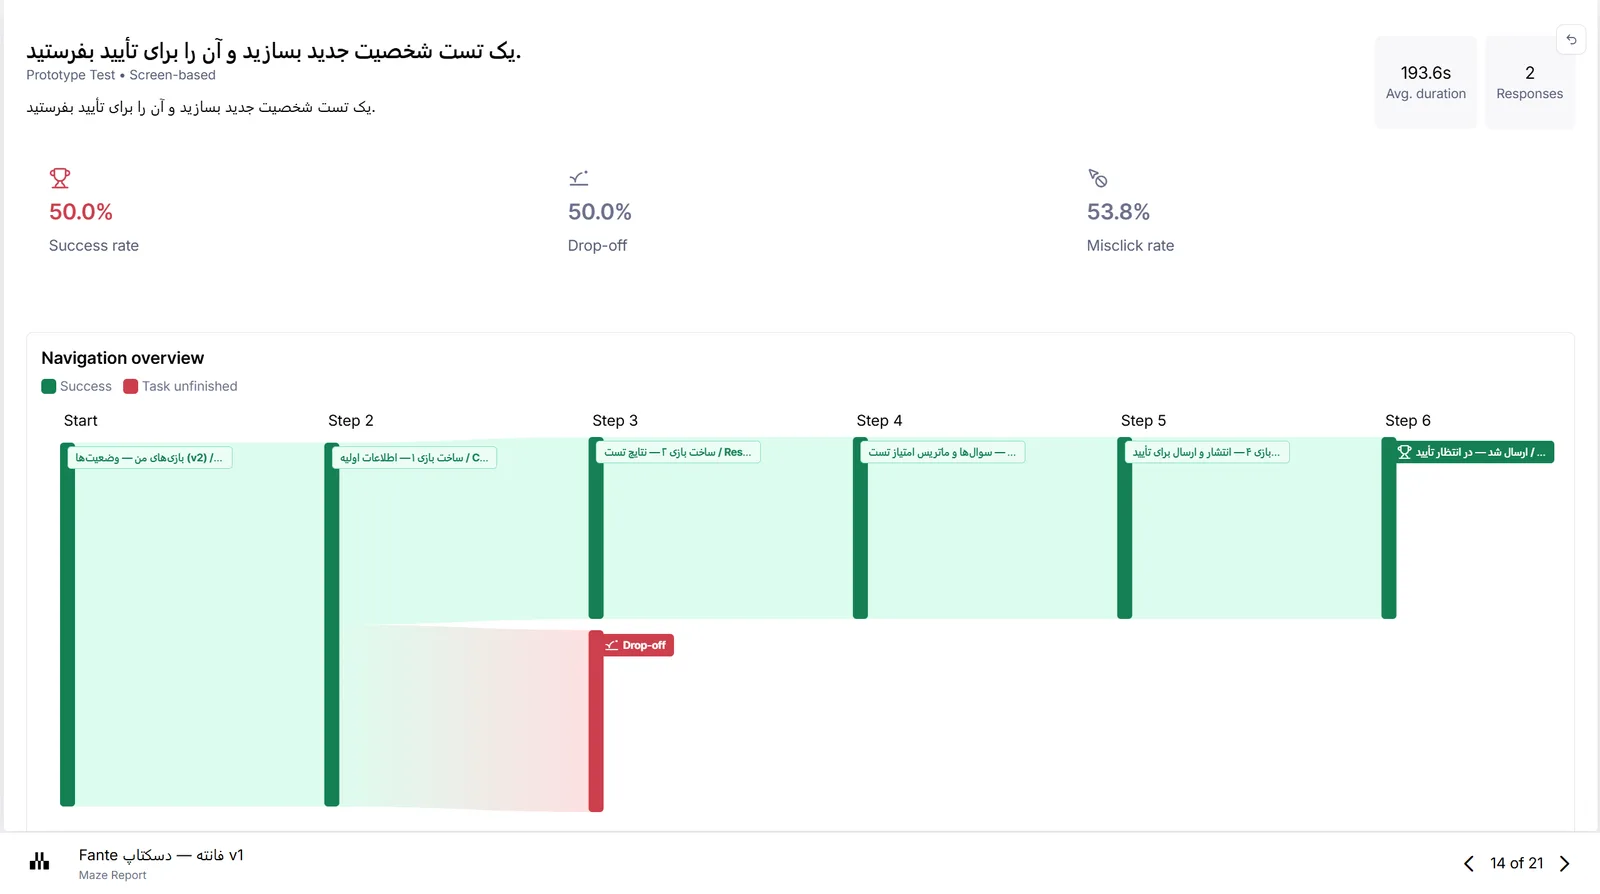 یک تست شخصیت جدید بسازید و آن را برای تأیید بفرستید.
Prototype Test • Screen-based
یک تست شخصیت جدید بسازید و آن را برای تأیید بفرستید.
193.6s
Avg. duration
2
Responses
50.0%
Success rate
50.0%
Drop-off
53.8%
Misclick rate
Navigation overview
Success
Task unfinished
Start
Step 2
Step 3
Step 4
Step 5
Step 6
بازی‌های من — وضعیت‌ها (v2) /...
ساخت بازی ۱ — اطلاعات اولیه / C...
ساخت بازی ۲ — نتایج تست / Res...
... — سوال‌ها و ماتریس امتیاز تست
...بازی ۴ — انتشار و ارسال برای تأیید
ارسال شد — در انتظار تأیید / ...
Drop-off
Fante فانته — دسکتاپ v1
Maze Report
14 of 21